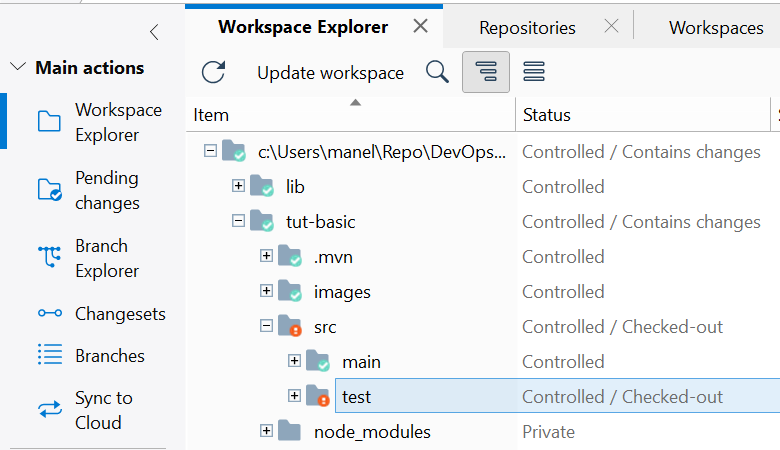 Workspace Explorer
Repositories
Workspaces
Main actions
Update workspace
Workspace
Explorer
Pending
changes
Branch
Explorer
Changesets
Branches
Sync to
Cloud
Item Status
c:\Users\manel\Repo\DevOps... Controlled / Contains changes
lib Controlled
tut-basic Controlled / Contains changes
.mvn Controlled
images Controlled
src Controlled / Checked-out
main Controlled
test Controlled / Checked-out
node_modules Private